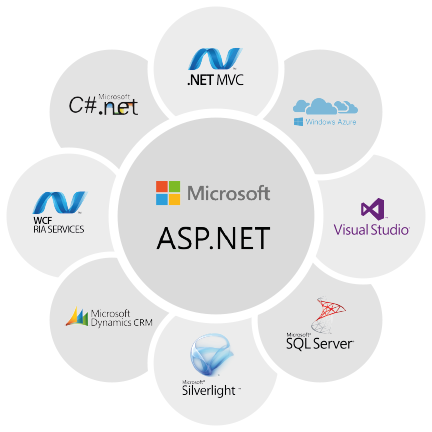 .NET MVC
Microsoft
C#.net
Windows Azure
Microsoft
ASP.NET
WCF
RIA SERVICES
Visual Studio
Microsoft
Dynamics CRM
Microsoft®
SQL Server®
Microsoft®
Silverlight™